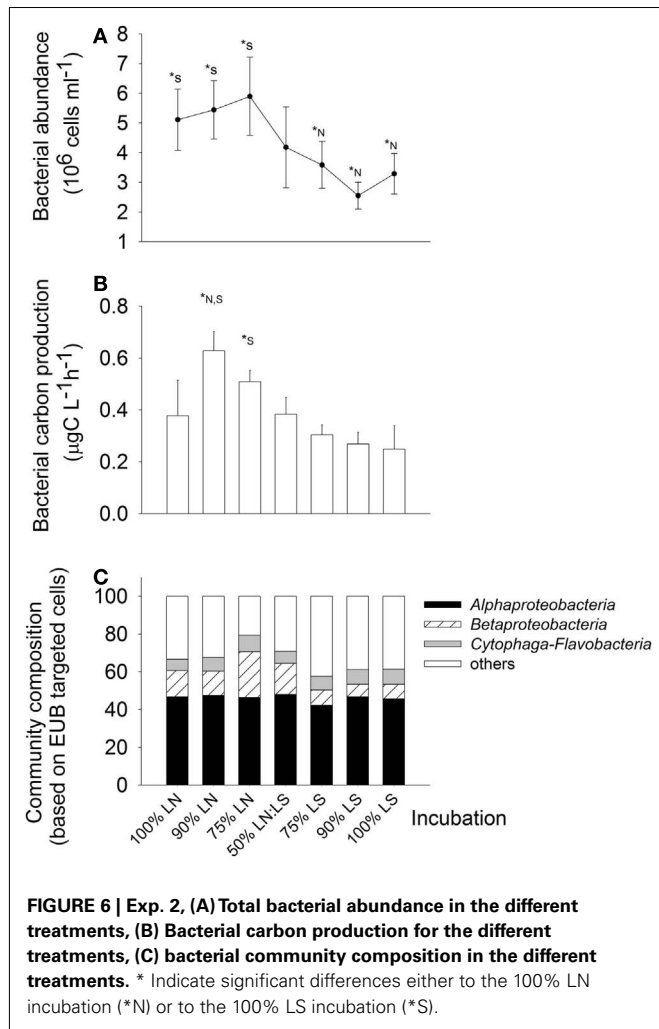 A
Bacterial abundance
(10⁶ cells ml⁻¹)
8
7
6
5
4
3
2
1
*S
*S
*S
*N
*N
*N
B
Bacterial carbon production
(µgC L⁻¹h⁻¹)
0.8
0.6
0.4
0.2
0.0
*N,S
*S
C
Community composition
(based on EUB targeted cells)
100
80
60
40
20
0
Alphaproteobacteria
Betaproteobacteria
Cytophaga-Flavobacteria
others
100% LN
90% LN
75% LN
50% LN:LS
75% LS
90% LS
100% LS
Incubation
FIGURE 6 | Exp. 2, (A) Total bacterial abundance in the different
treatments, (B) Bacterial carbon production for the different
treatments, (C) bacterial community composition in the different
treatments. * Indicate significant differences either to the 100% LN
incubation (*N) or to the 100% LS incubation (*S).